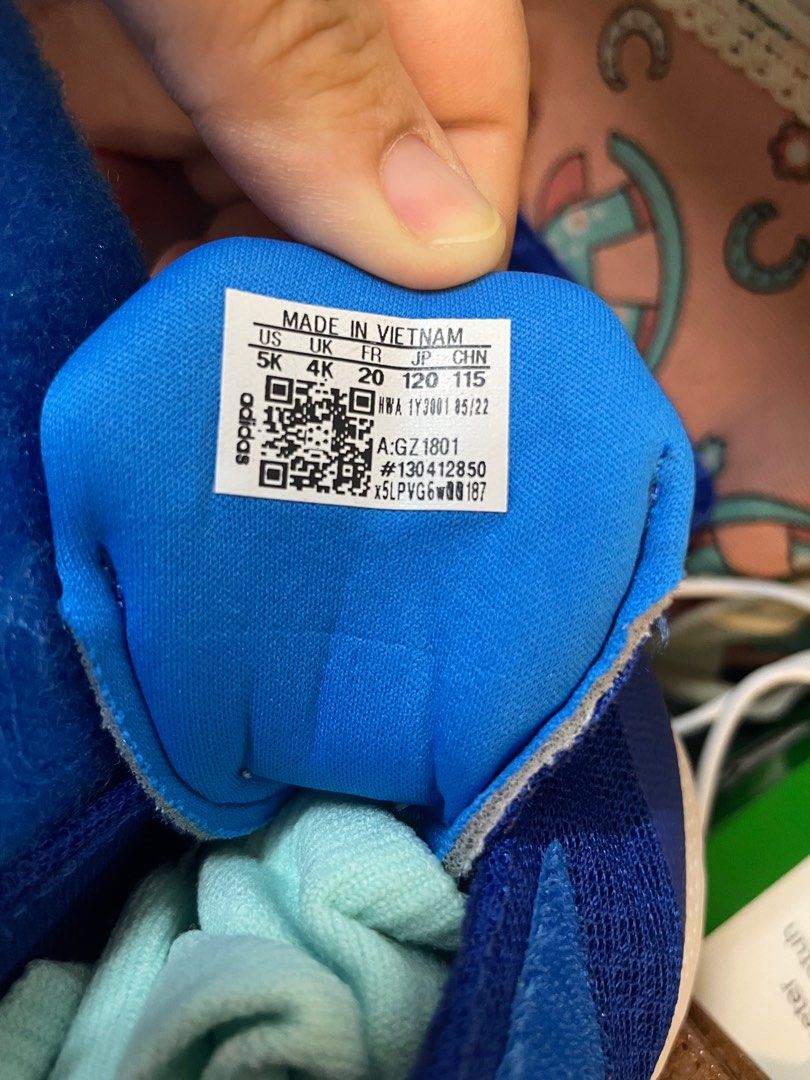 MADE IN VIETNAM
US UK FR JP CHN
5K 4K 20 120 115
HWA 1Y3001 05/22
adidas
A:GZ1801
#130412850
x5LPVG6w00187